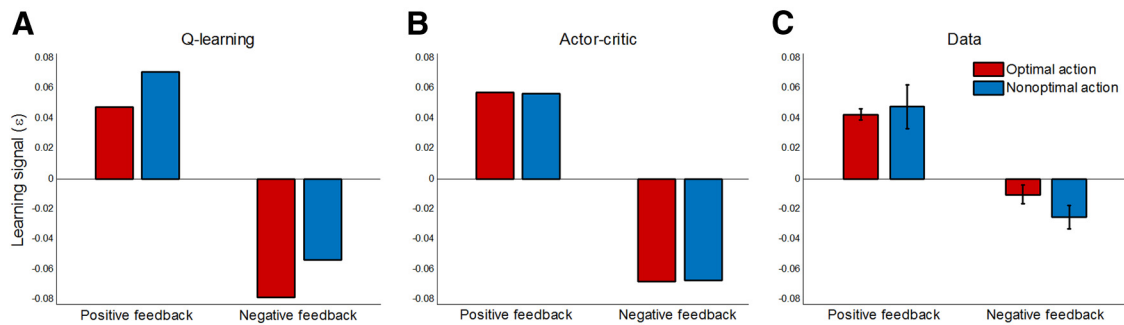 A
Q-learning
Learning signal (ε)
0.08
0.06
0.04
0.02
0
-0.02
-0.04
-0.06
-0.08
Positive feedback
Negative feedback
B
Actor-critic
0.08
0.06
0.04
0.02
0
-0.02
-0.04
-0.06
-0.08
Positive feedback
Negative feedback
C
Data
Optimal action
Nonoptimal action
0.08
0.06
0.04
0.02
0
-0.02
-0.04
-0.06
-0.08
Positive feedback
Negative feedback